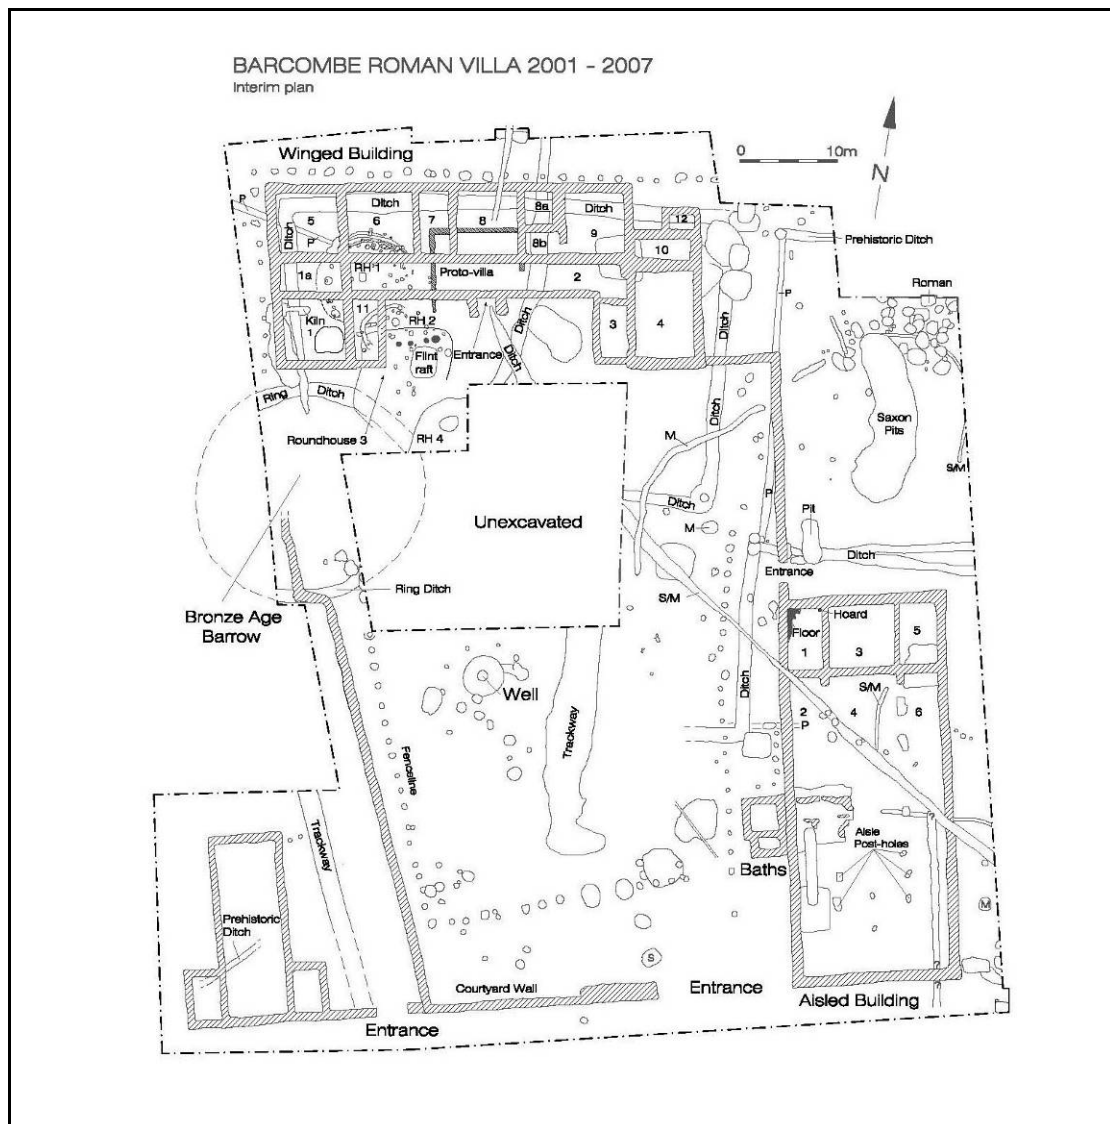 BARCOMBE ROMAN VILLA 2001 - 2007
Interim plan
Winged Building
0 10m
N
P
Ditch
8a
Ditch
5
6
7
8
9
12
Ditch
P
8b
10
Prehistoric Ditch
1a
RH 1
Proto-villa
2
P
Roman
Kiln
1
11
RH 2
Ditch
3
4
Ditch
Flint
raft
Entrance
Ditch
Ring
Ditch
Ditch
Saxon
Pits
Roundhouse 3
RH 4
M
S/M
P
Ditch
Pit
Unexcavated
M
Ditch
Entrance
Ring Ditch
S/M
Bronze Age
Barrow
Hoard
Floor
1
3
5
Well
Ditch
S/M
2
4
6
P
Trackway
Fenceline
Trackway
Baths
Aisle
Post-holes
M
Prehistoric
Ditch
S
Courtyard Wall
Entrance
Aisled Building
Entrance